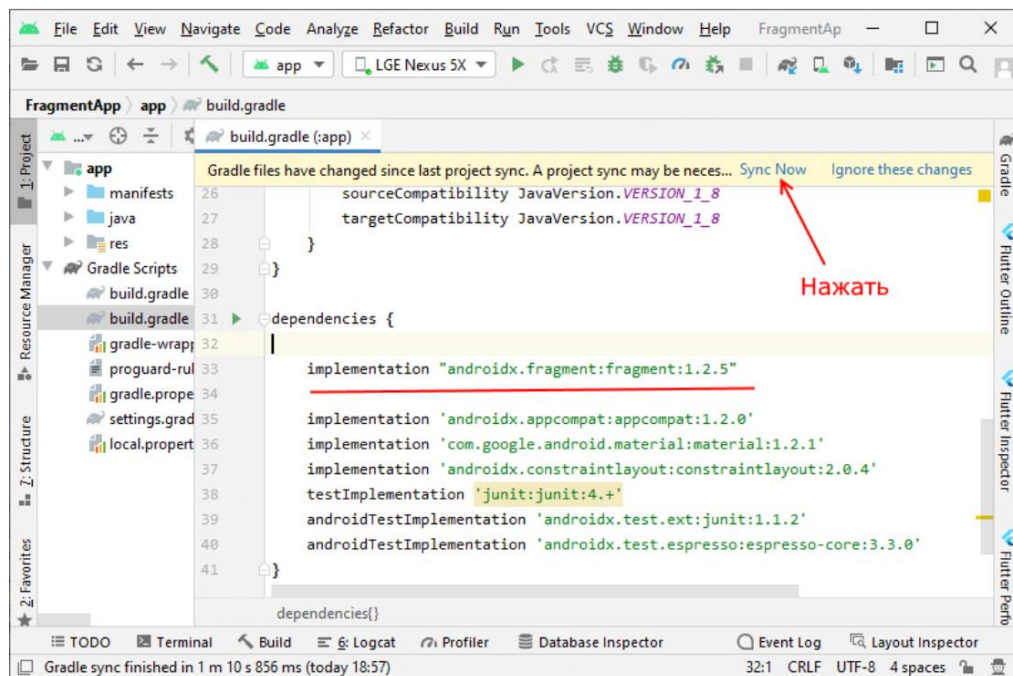 File Edit View Navigate Code Analyze Refactor Build Run Tools VCS Window Help FragmentAp
app LGE Nexus 5X
FragmentApp app build.gradle
1: Project
Resource Manager
7: Structure
2: Favorites
...
app
manifests
java
res
Gradle Scripts
build.gradle
build.gradle
gradle-wrapp
proguard-rul
gradle.prope
settings.grad
local.propert
build.gradle (:app)
Gradle files have changed since last project sync. A project sync may be neces... Sync Now Ignore these changes
26 sourceCompatibility JavaVersion.VERSION_1_8
27 targetCompatibility JavaVersion.VERSION_1_8
28 }
29 }
Нажать
30
31 dependencies {
32
33 implementation "androidx.fragment:fragment:1.2.5"
34
35 implementation 'androidx.appcompat:appcompat:1.2.0'
36 implementation 'com.google.android.material:material:1.2.1'
37 implementation 'androidx.constraintlayout:constraintlayout:2.0.4'
38 testImplementation 'junit:junit:4.+'
39 androidTestImplementation 'androidx.test.ext:junit:1.1.2'
40 androidTestImplementation 'androidx.test.espresso:espresso-core:3.3.0'
41 }
dependencies{}
Gradle
Flutter Outline
Flutter Inspector
Flutter Perfo
TODO Terminal Build 6: Logcat Profiler Database Inspector Event Log Layout Inspector
Gradle sync finished in 1 m 10 s 856 ms (today 18:57) 32:1 CRLF UTF-8 4 spaces